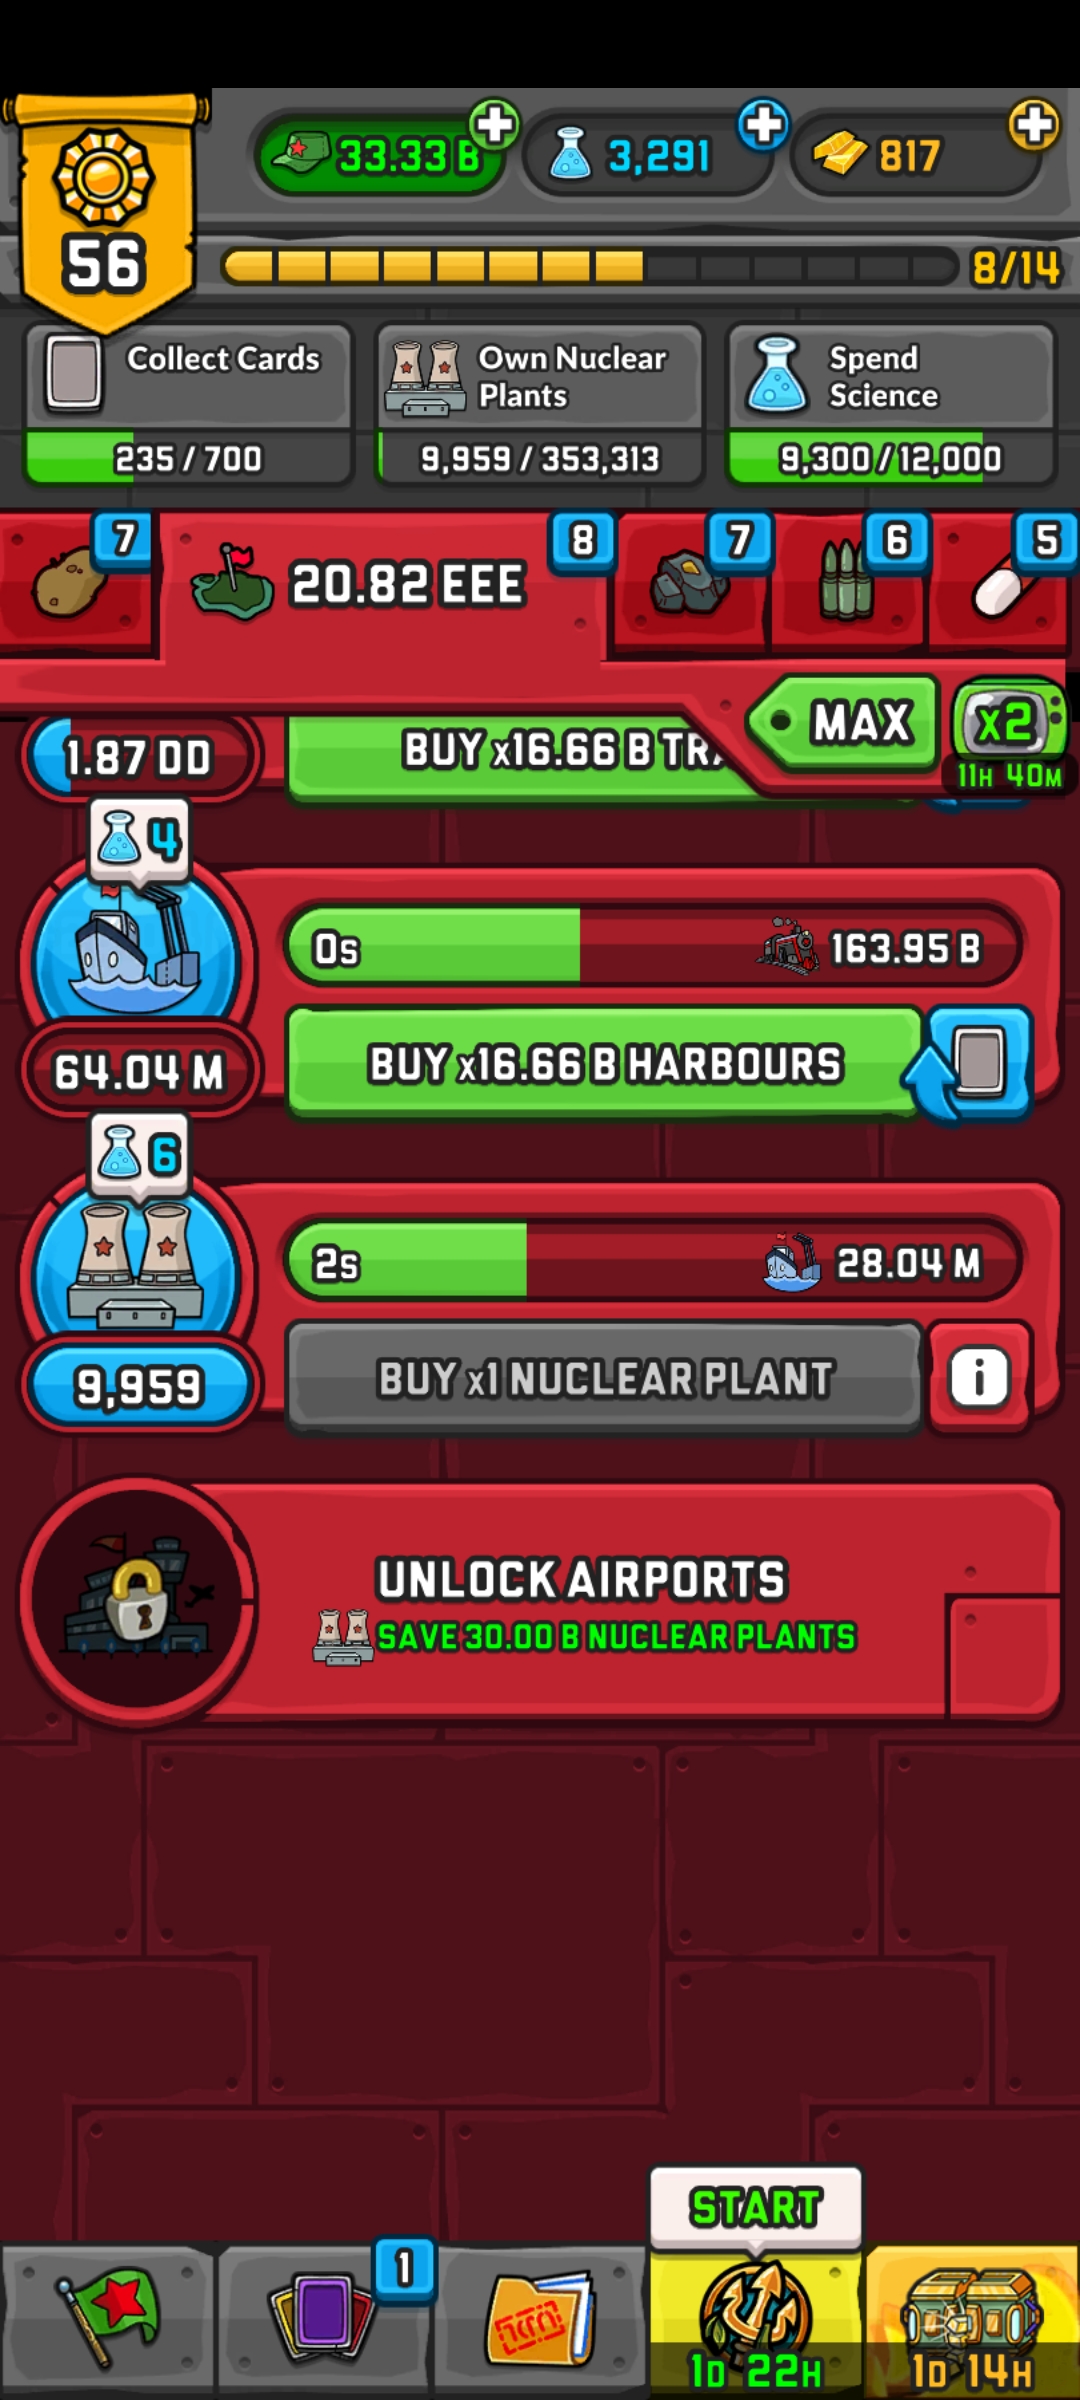 33.33 B
3,291
817
56
8/14
Collect Cards
235 / 700
Own Nuclear
Plants
9,959 / 353,313
Spend
Science
9,300 / 12,000
7
20.82 EEE
8
7
6
5
MAX
x2
11H 40M
1.87 DD
BUY x16.66 B
4
0s
163.95 B
64.04 M
BUY x16.66 B HARBOURS
6
2s
28.04 M
9,959
BUY x1 NUCLEAR PLANT
i
UNLOCK AIRPORTS
SAVE 30.00 B NUCLEAR PLANTS
START
1
1D 22H
1D 14H